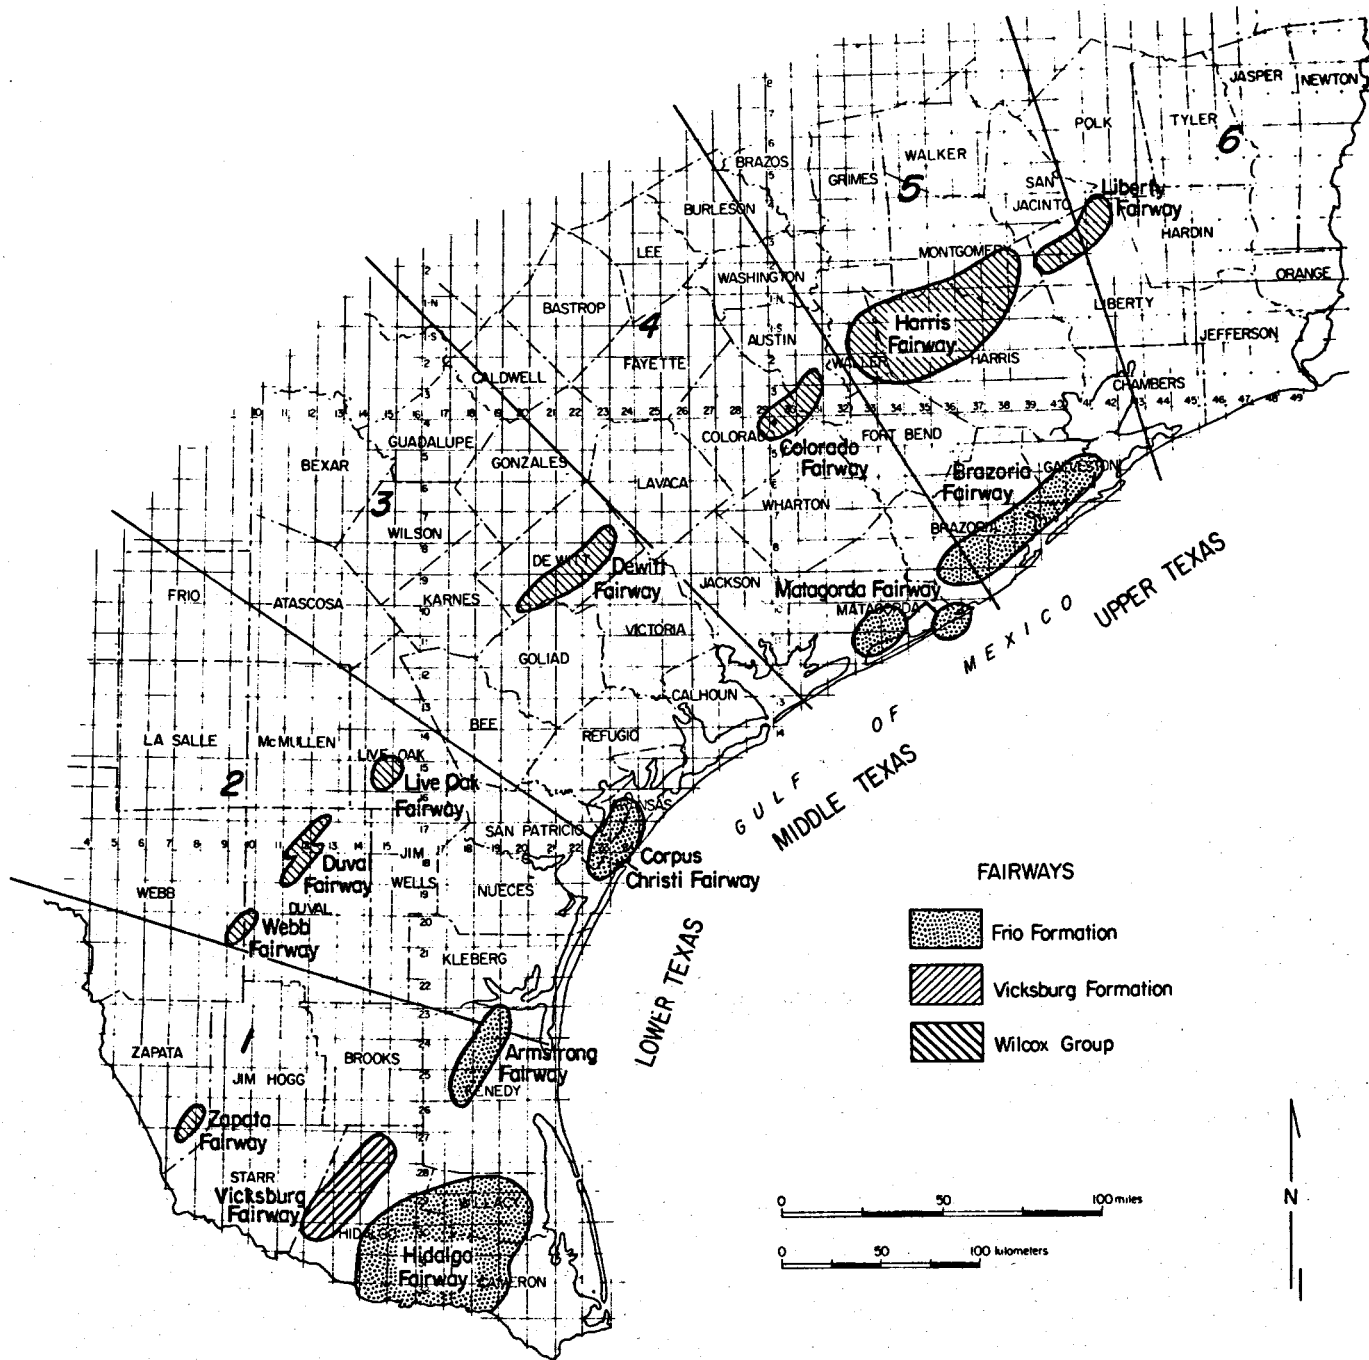 JASPER
NEWTON
POLK
TYLER
6
BRAZOS
WALKER
GRIMES
5
SAN
JACINTO
Liberty
Fairway
BURLESON
HARDIN
LEE
MONTGOMERY
WASHINGTON
ORANGE
BASTROP
LIBERTY
4
Harris
Fairway
AUSTIN
JEFFERSON
FAYETTE
WALLER
HARRIS
CALDWELL
CHAMBERS
GUADALUPE
COLORADO
FORT BEND
Colorado
Fairway
BEXAR
GONZALES
Brazoria
Fairway
GALVESTON
LAVACA
3
WHARTON
WILSON
BRAZORIA
DE WITT
Dewitt
Fairway
JACKSON
Matagorda Fairway
MATAGORDA
FRIO
ATASCOSA
KARNES
UPPER TEXAS
VICTORIA
GOLIAD
GULF OF MEXICO
CALHOUN
BEE
REFUGIO
LA SALLE
McMULLEN
LIVE OAK
Live Oak
Fairway
2
MIDDLE TEXAS
ARANSAS
SAN PATRICIO
Corpus
Christi Fairway
JIM
WELLS
Duval
Fairway
WEBB
NUECES
DUVAL
Webb
Fairway
KLEBERG
LOWER TEXAS
FAIRWAYS
Frio Formation
Vicksburg Formation
Wilcox Group
1
ZAPATA
BROOKS
Armstrong
Fairway
JIM HOGG
KENEDY
Zapata
Fairway
STARR
Vicksburg
Fairway
WILLACY
HIDALGO
Hidalgo
Fairway
CAMERON
0 50 100 miles
0 50 100 kilometers
N